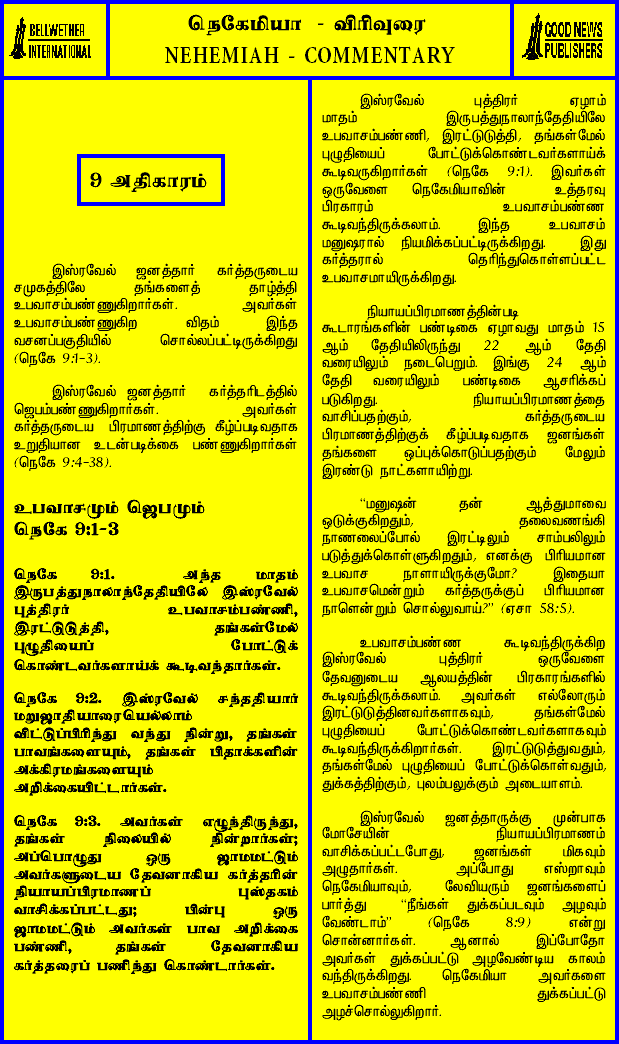 BELLWETHER
INTERNATIONAL
நெகேமியா - விரிவுரை
NEHEMIAH - COMMENTARY
GOOD NEWS
PUBLISHERS
9 அதிகாரம்
இஸ்ரவேல் ஜனத்தார் கர்த்தருடைய
சமுகத்திலே தங்களைத் தாழ்த்தி
உபவாசம்பண்ணுகிறார்கள். அவர்கள்
உபவாசம்பண்ணுகிற விதம் இந்த
வசனப்பகுதியில் சொல்லப்பட்டிருக்கிறது
(நெகே 9:1-3).
இஸ்ரவேல் ஜனத்தார் கர்த்தரிடத்தில்
ஜெபம்பண்ணுகிறார்கள். அவர்கள்
கர்த்தருடைய பிரமாணத்திற்கு கீழ்ப்படிவதாக
உறுதியான உடன்படிக்கை பண்ணுகிறார்கள்
(நெகே 9:4-38).
உபவாசமும் ஜெபமும்
நெகே 9:1-3
நெகே 9:1. அந்த மாதம்
இருபத்துநாலாந்தேதியிலே இஸ்ரவேல்
புத்திரர் உபவாசம்பண்ணி,
இரட்டுடுத்தி, தங்கள்மேல்
புழுதியைப் போட்டுக்
கொண்டவர்களாய்க் கூடிவந்தார்கள்.
நெகே 9:2. இஸ்ரவேல் சந்ததியார்
மறுஜாதியாரையெல்லாம்
விட்டுப்பிரிந்து வந்து நின்று, தங்கள்
பாவங்களையும், தங்கள் பிதாக்களின்
அக்கிரமங்களையும்
அறிக்கையிட்டார்கள்.
நெகே 9:3. அவர்கள் எழுந்திருந்து,
தங்கள் நிலையில் நின்றார்கள்;
அப்பொழுது ஒரு ஜாமமட்டும்
அவர்களுடைய தேவனாகிய கர்த்தரின்
நியாயப்பிரமாணப் புஸ்தகம்
வாசிக்கப்பட்டது; பின்பு ஒரு
ஜாமமட்டும் அவர்கள் பாவ அறிக்கை
பண்ணி, தங்கள் தேவனாகிய
கர்த்தரைப் பணிந்து கொண்டார்கள்.
இஸ்ரவேல் புத்திரர் ஏழாம்
மாதம் இருபத்துநாலாந்தேதியிலே
உபவாசம்பண்ணி, இரட்டுடுத்தி, தங்கள்மேல்
புழுதியைப் போட்டுக்கொண்டவர்களாய்க்
கூடிவருகிறார்கள் (நெகே 9:1). இவர்கள்
ஒருவேளை நெகேமியாவின் உத்தரவு
பிரகாரம் உபவாசம்பண்ண
கூடிவந்திருக்கலாம். இந்த உபவாசம்
மனுஷரால் நியமிக்கப்பட்டிருக்கிறது. இது
கர்த்தரால் தெரிந்துகொள்ளப்பட்ட
உபவாசமாயிருக்கிறது.
நியாயப்பிரமாணத்தின்படி
கூடாரங்களின் பண்டிகை ஏழாவது மாதம் 15
ஆம் தேதியிலிருந்து 22 ஆம் தேதி
வரையிலும் நடைபெறும். இங்கு 24 ஆம்
தேதி வரையிலும் பண்டிகை ஆசரிக்கப்
படுகிறது. நியாயப்பிரமாணத்தை
வாசிப்பதற்கும், கர்த்தருடைய
பிரமாணத்திற்குக் கீழ்ப்படிவதாக ஜனங்கள்
தங்களை ஒப்புக்கொடுப்பதற்கும் மேலும்
இரண்டு நாட்களாயிற்று.
"மனுஷன் தன் ஆத்துமாவை
ஒடுக்குகிறதும், தலைவணங்கி
நாணலைப்போல் இரட்டிலும் சாம்பலிலும்
படுத்துக்கொள்ளுகிறதும், எனக்கு பிரியமான
உபவாச நாளாயிருக்குமோ? இதையா
உபவாசமென்றும் கர்த்தருக்குப் பிரியமான
நாளென்றும் சொல்லுவாய்?" (ஏசா 58:5).
உபவாசம்பண்ண கூடிவந்திருக்கிற
இஸ்ரவேல் புத்திரர் ஒருவேளை
தேவனுடைய ஆலயத்தின் பிரகாரங்களில்
கூடிவந்திருக்கலாம். அவர்கள் எல்லோரும்
இரட்டுடுத்தினவர்களாகவும், தங்கள்மேல்
புழுதியைப் போட்டுக்கொண்டவர்களாகவும்
கூடிவந்திருக்கிறார்கள். இரட்டுடுத்துவதும்,
தங்கள்மேல் புழுதியைப் போட்டுக்கொள்வதும்,
துக்கத்திற்கும், புலம்பலுக்கும் அடையாளம்.
இஸ்ரவேல் ஜனத்தாருக்கு முன்பாக
மோசேயின் நியாயப்பிரமாணம்
வாசிக்கப்பட்டபோது, ஜனங்கள் மிகவும்
அழுதார்கள். அப்போது எஸ்றாவும்
நெகேமியாவும், லேவியரும் ஜனங்களைப்
பார்த்து "நீங்கள் துக்கப்படவும் அழவும்
வேண்டாம்" (நெகே 8:9) என்று
சொன்னார்கள். ஆனால் இப்போதோ
அவர்கள் துக்கப்பட்டு அழவேண்டிய காலம்
வந்திருக்கிறது. நெகேமியா அவர்களை
உபவாசம்பண்ணி துக்கப்பட்டு
அழச்சொல்லுகிறார்.